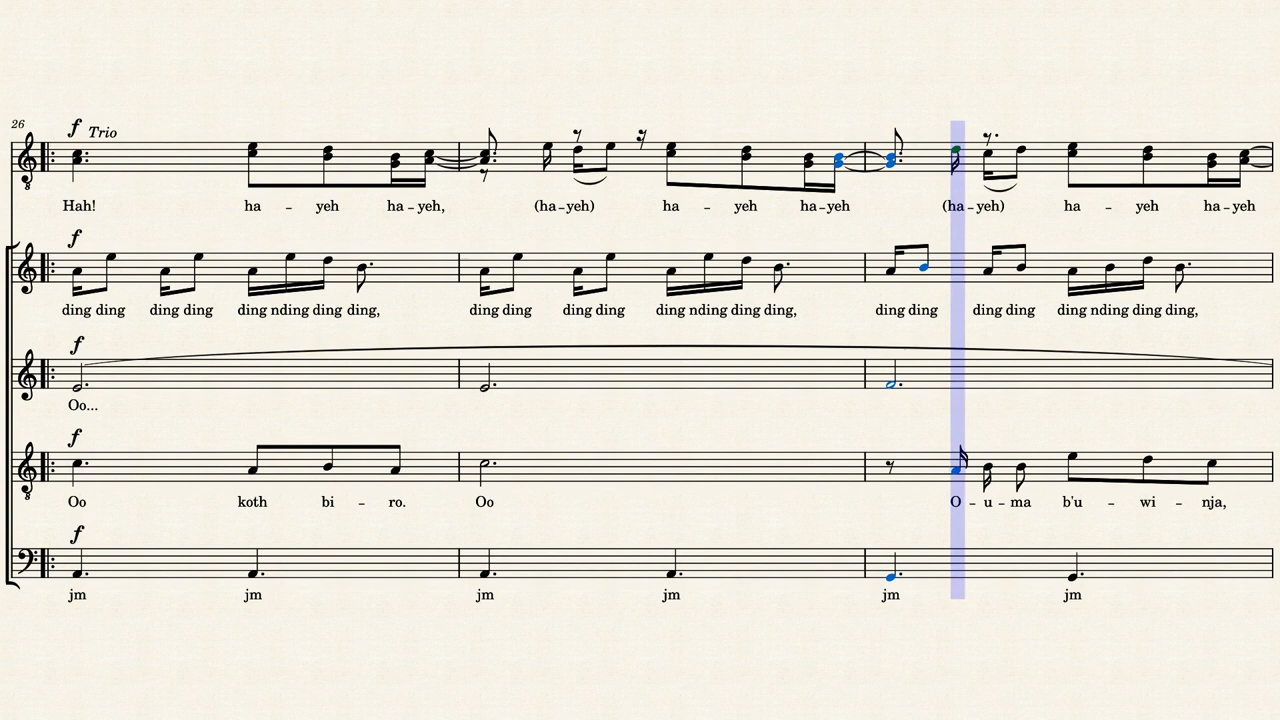 26
f Trio
Hah! ha - yeh ha - yeh, (ha - yeh) ha - yeh ha - yeh (ha - yeh) ha - yeh ha - yeh
f
ding ding ding ding ding nding ding ding, ding ding ding ding ding nding ding ding, ding ding ding ding ding nding ding ding,
f
Oo...
f
Oo koth bi - ro. Oo O - u - ma b'u - wi - nja,
f
jm jm jm jm jm jm